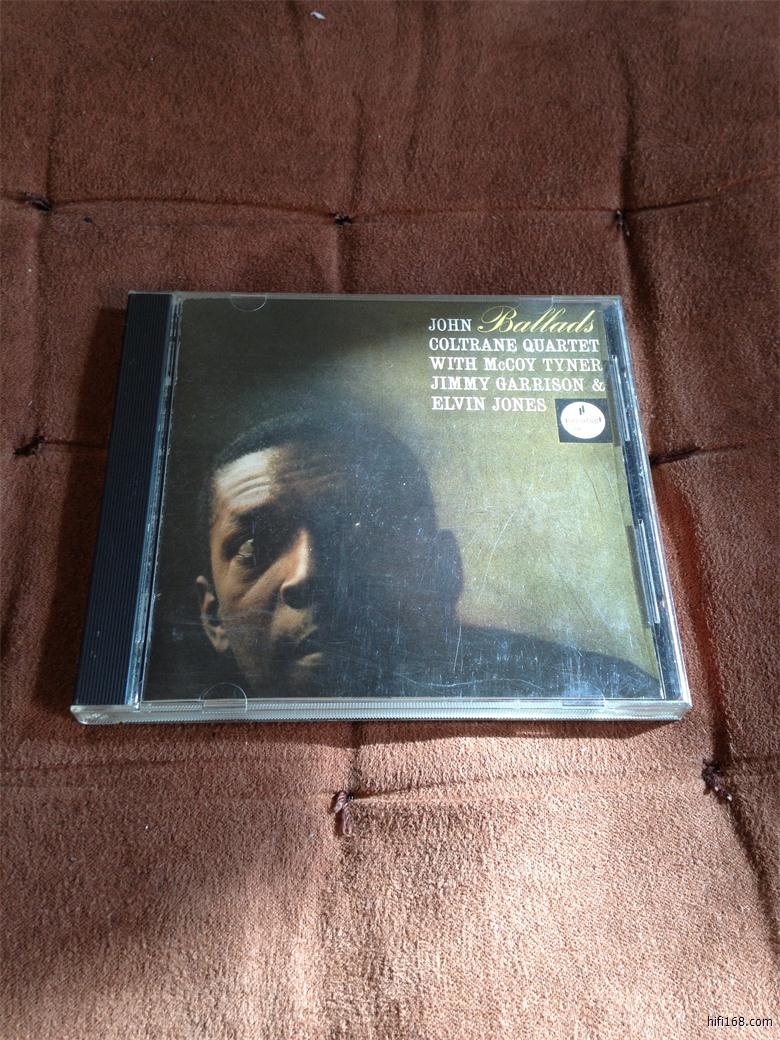 JOHN Ballads
COLTRANE QUARTET
WITH McCOY TYNER
JIMMY GARRISON &
ELVIN JONES
hifi168.com